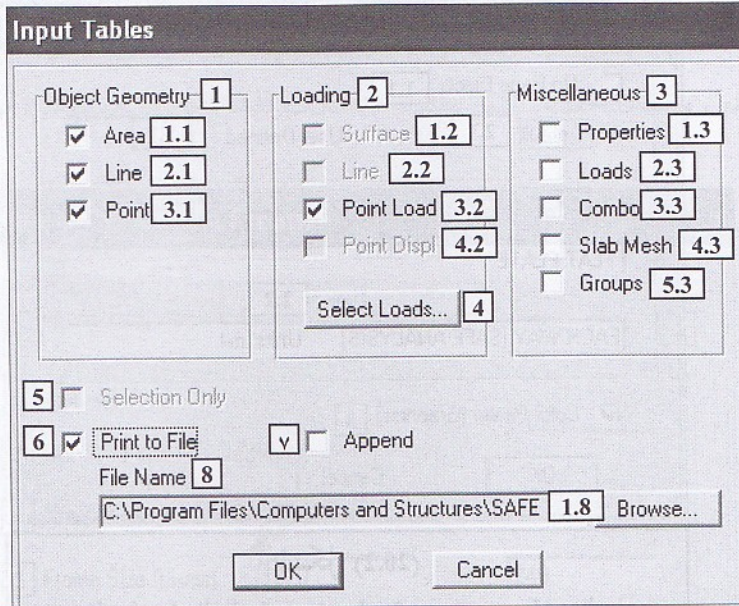 Input Tables
Object Geometry 1
Area 1.1
Line 2.1
Point 3.1
Loading 2
Surface 1.2
Line 2.2
Point Load 3.2
Point Displ 4.2
Select Loads... 4
Miscellaneous 3
Properties 1.3
Loads 2.3
Combo 3.3
Slab Mesh 4.3
Groups 5.3
5 Selection Only
6 Print to File
v Append
File Name 8
C:\Program Files\Computers and Structures\SAFE 1.8 Browse...
OK Cancel